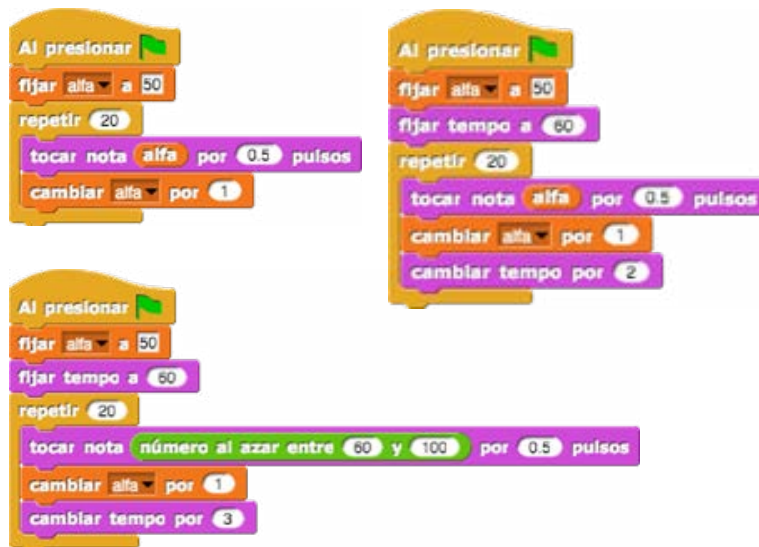 Al presionar
fijar alfa a 50
repetir 20
tocar nota alfa por 0.5 pulsos
cambiar alfa por 1
Al presionar
fijar alfa a 50
fijar tempo a 60
repetir 20
tocar nota alfa por 0.5 pulsos
cambiar alfa por 1
cambiar tempo por 2
Al presionar
fijar alfa a 50
fijar tempo a 60
repetir 20
tocar nota número al azar entre 60 y 100 por 0.5 pulsos
cambiar alfa por 1
cambiar tempo por 3